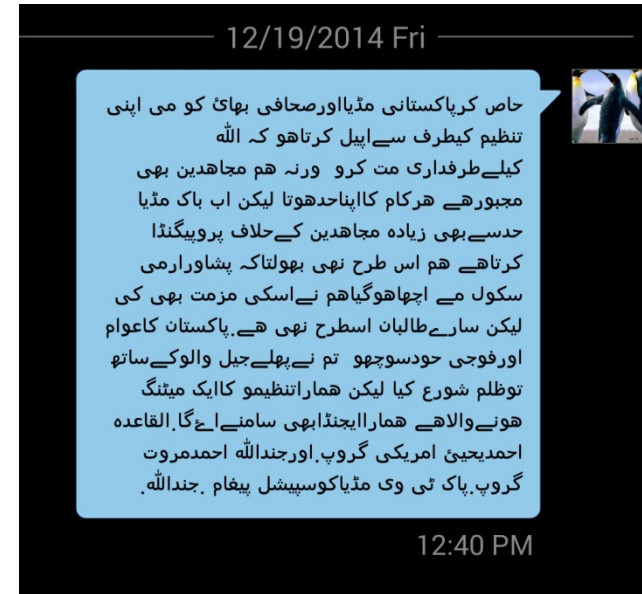 12/19/2014 Fri
حاص کرپاکستانی مڈیااورصحافی بھائ کو می اپنی
تنظیم کیطرف سےاپیل کرتاھو کہ اللہ
کیلےطرفداری مت کرو ورنہ ھم مجاھدین بھی
مجبورھے ھرکام کااپناحدھوتا لیکن اب باک مڈیا
حدسےبھی زیادہ مجاھدین کےحلاف پروپیگنڈا
کرتاھے ھم اس طرح نھی بھولتاکہ پشاورارمی
سکول مے اچھاھوگیاھم نےاسکی مزمت بھی کی
لیکن سارےطالبان اسطرح نھی ھے.پاکستان کاعوام
اورفوجی حودسوچھو تم نےپھلےجیل والوکےساتھ
توظلم شورع کیا لیکن ھماراتنظیمو کاایک میٹنگ
ھونےوالاھے ھماراایجنڈابھی سامنےاۓگا.القاعدہ
احمدیحیئ امریکی گروپ.اورجنداللہ احمدمروت
گروپ.پاک ٹی وی مڈیاکوسپیشل پیغام .جنداللہ.
12:40 PM